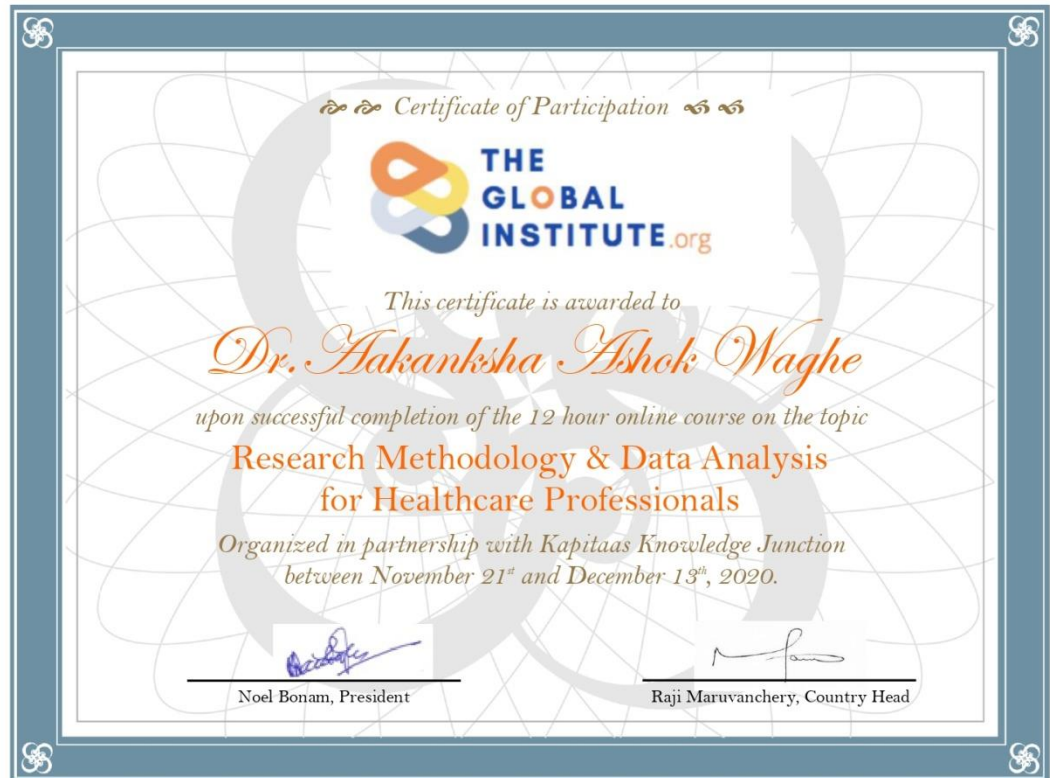 Certificate of Participation
THE
GLOBAL
INSTITUTE.org
This certificate is awarded to
Dr. Aakanksha Ashok Waghe
upon successful completion of the 12 hour online course on the topic
Research Methodology & Data Analysis
for Healthcare Professionals
Organized in partnership with Kapitaas Knowledge Junction
between November 21st and December 13th, 2020.
Noel Bonam, President
Raji Maruvanchery, Country Head